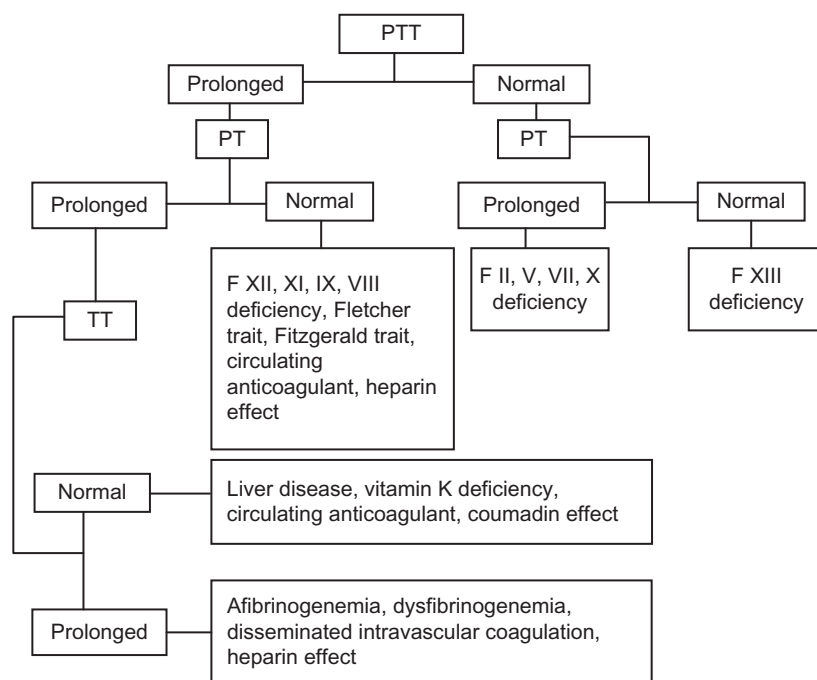 PTT
Prolonged
Normal
PT
PT
Prolonged
Normal
Prolonged
Normal
F XII, XI, IX, VIII
deficiency, Fletcher
trait, Fitzgerald trait,
circulating
anticoagulant, heparin
effect
F II, V, VII, X
deficiency
F XIII
deficiency
TT
Normal
Liver disease, vitamin K deficiency,
circulating anticoagulant, coumadin effect
Prolonged
Afibrinogenemia, dysfibrinogenemia,
disseminated intravascular coagulation,
heparin effect